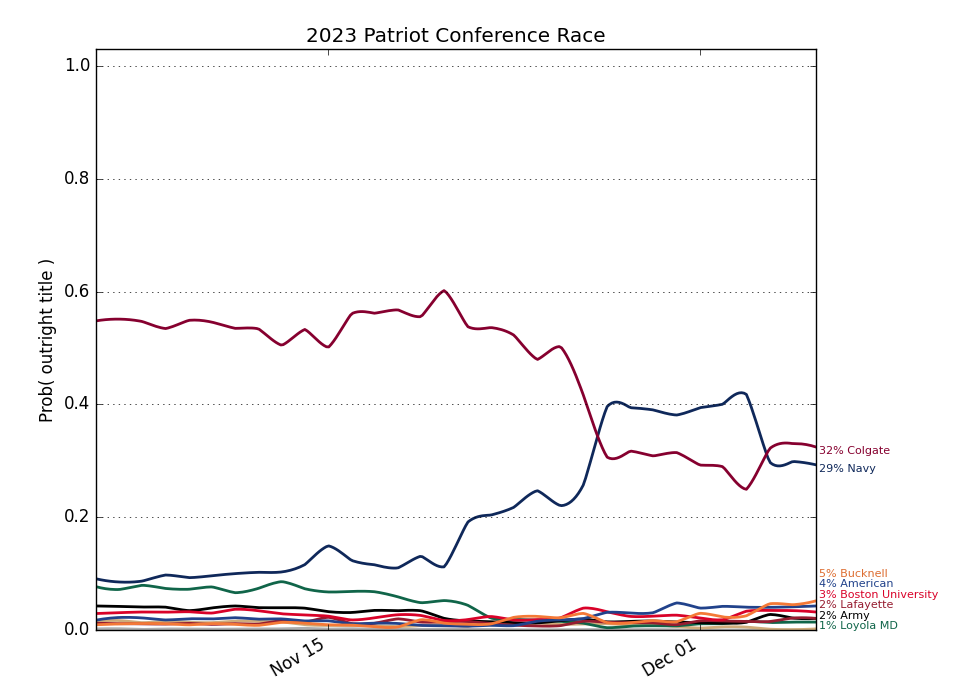 2023 Patriot Conference Race
Prob( outright title )
1.0
0.8
0.6
0.4
0.2
0.0
Nov 15
Dec 01
32% Colgate
29% Navy
5% Bucknell
4% American
3% Boston University
2% Lafayette
2% Army
1% Loyola MD